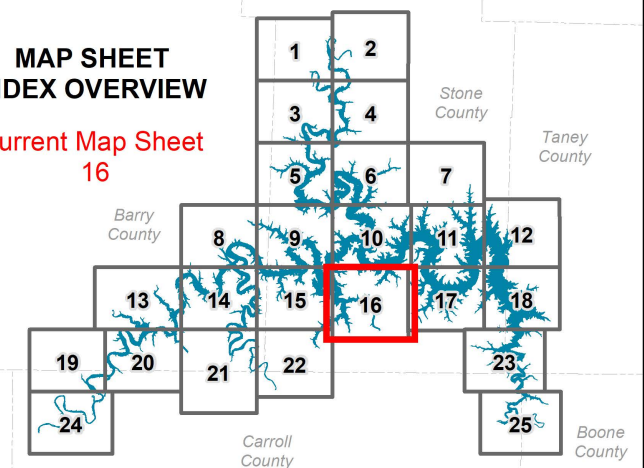 MAP SHEET
NDEX OVERVIEW
urrent Map Sheet
16
1
2
3
4
Stone
County
Taney
County
5
6
7
Barry
County
8
9
10
11
12
13
14
15
16
17
18
19
20
21
22
23
24
25
Carroll
County
Boone
County